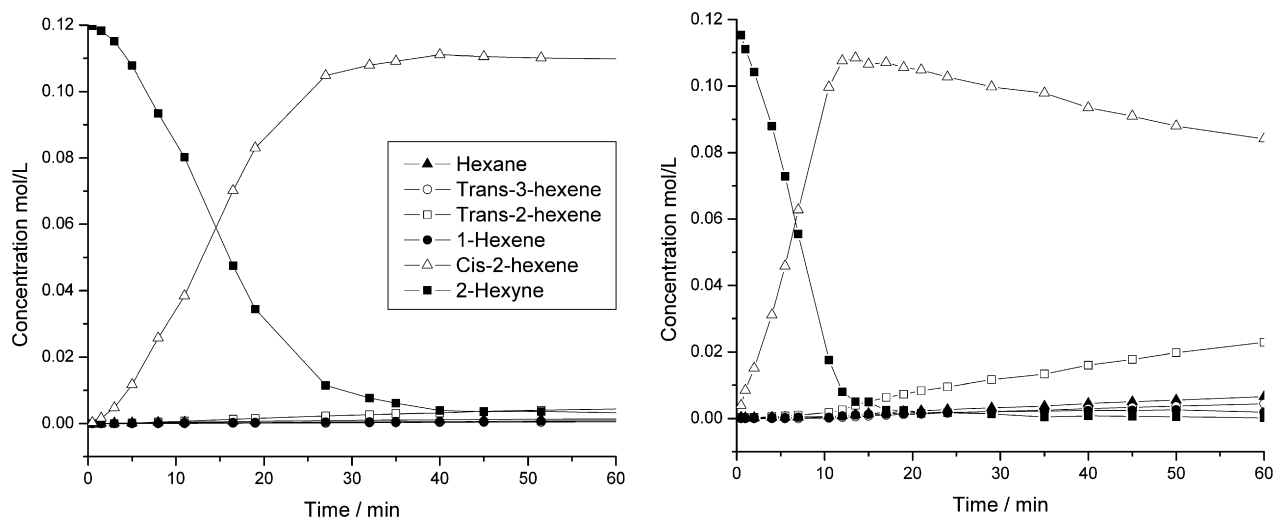 0.12
0.10
0.08
0.06
0.04
0.02
0.00
Concentration mol/L
0 10 20 30 40 50 60
Time / min
Hexane
Trans-3-hexene
Trans-2-hexene
1-Hexene
Cis-2-hexene
2-Hexyne
0.12
0.10
0.08
0.06
0.04
0.02
0.00
Concentration mol/L
0 10 20 30 40 50 60
Time / min